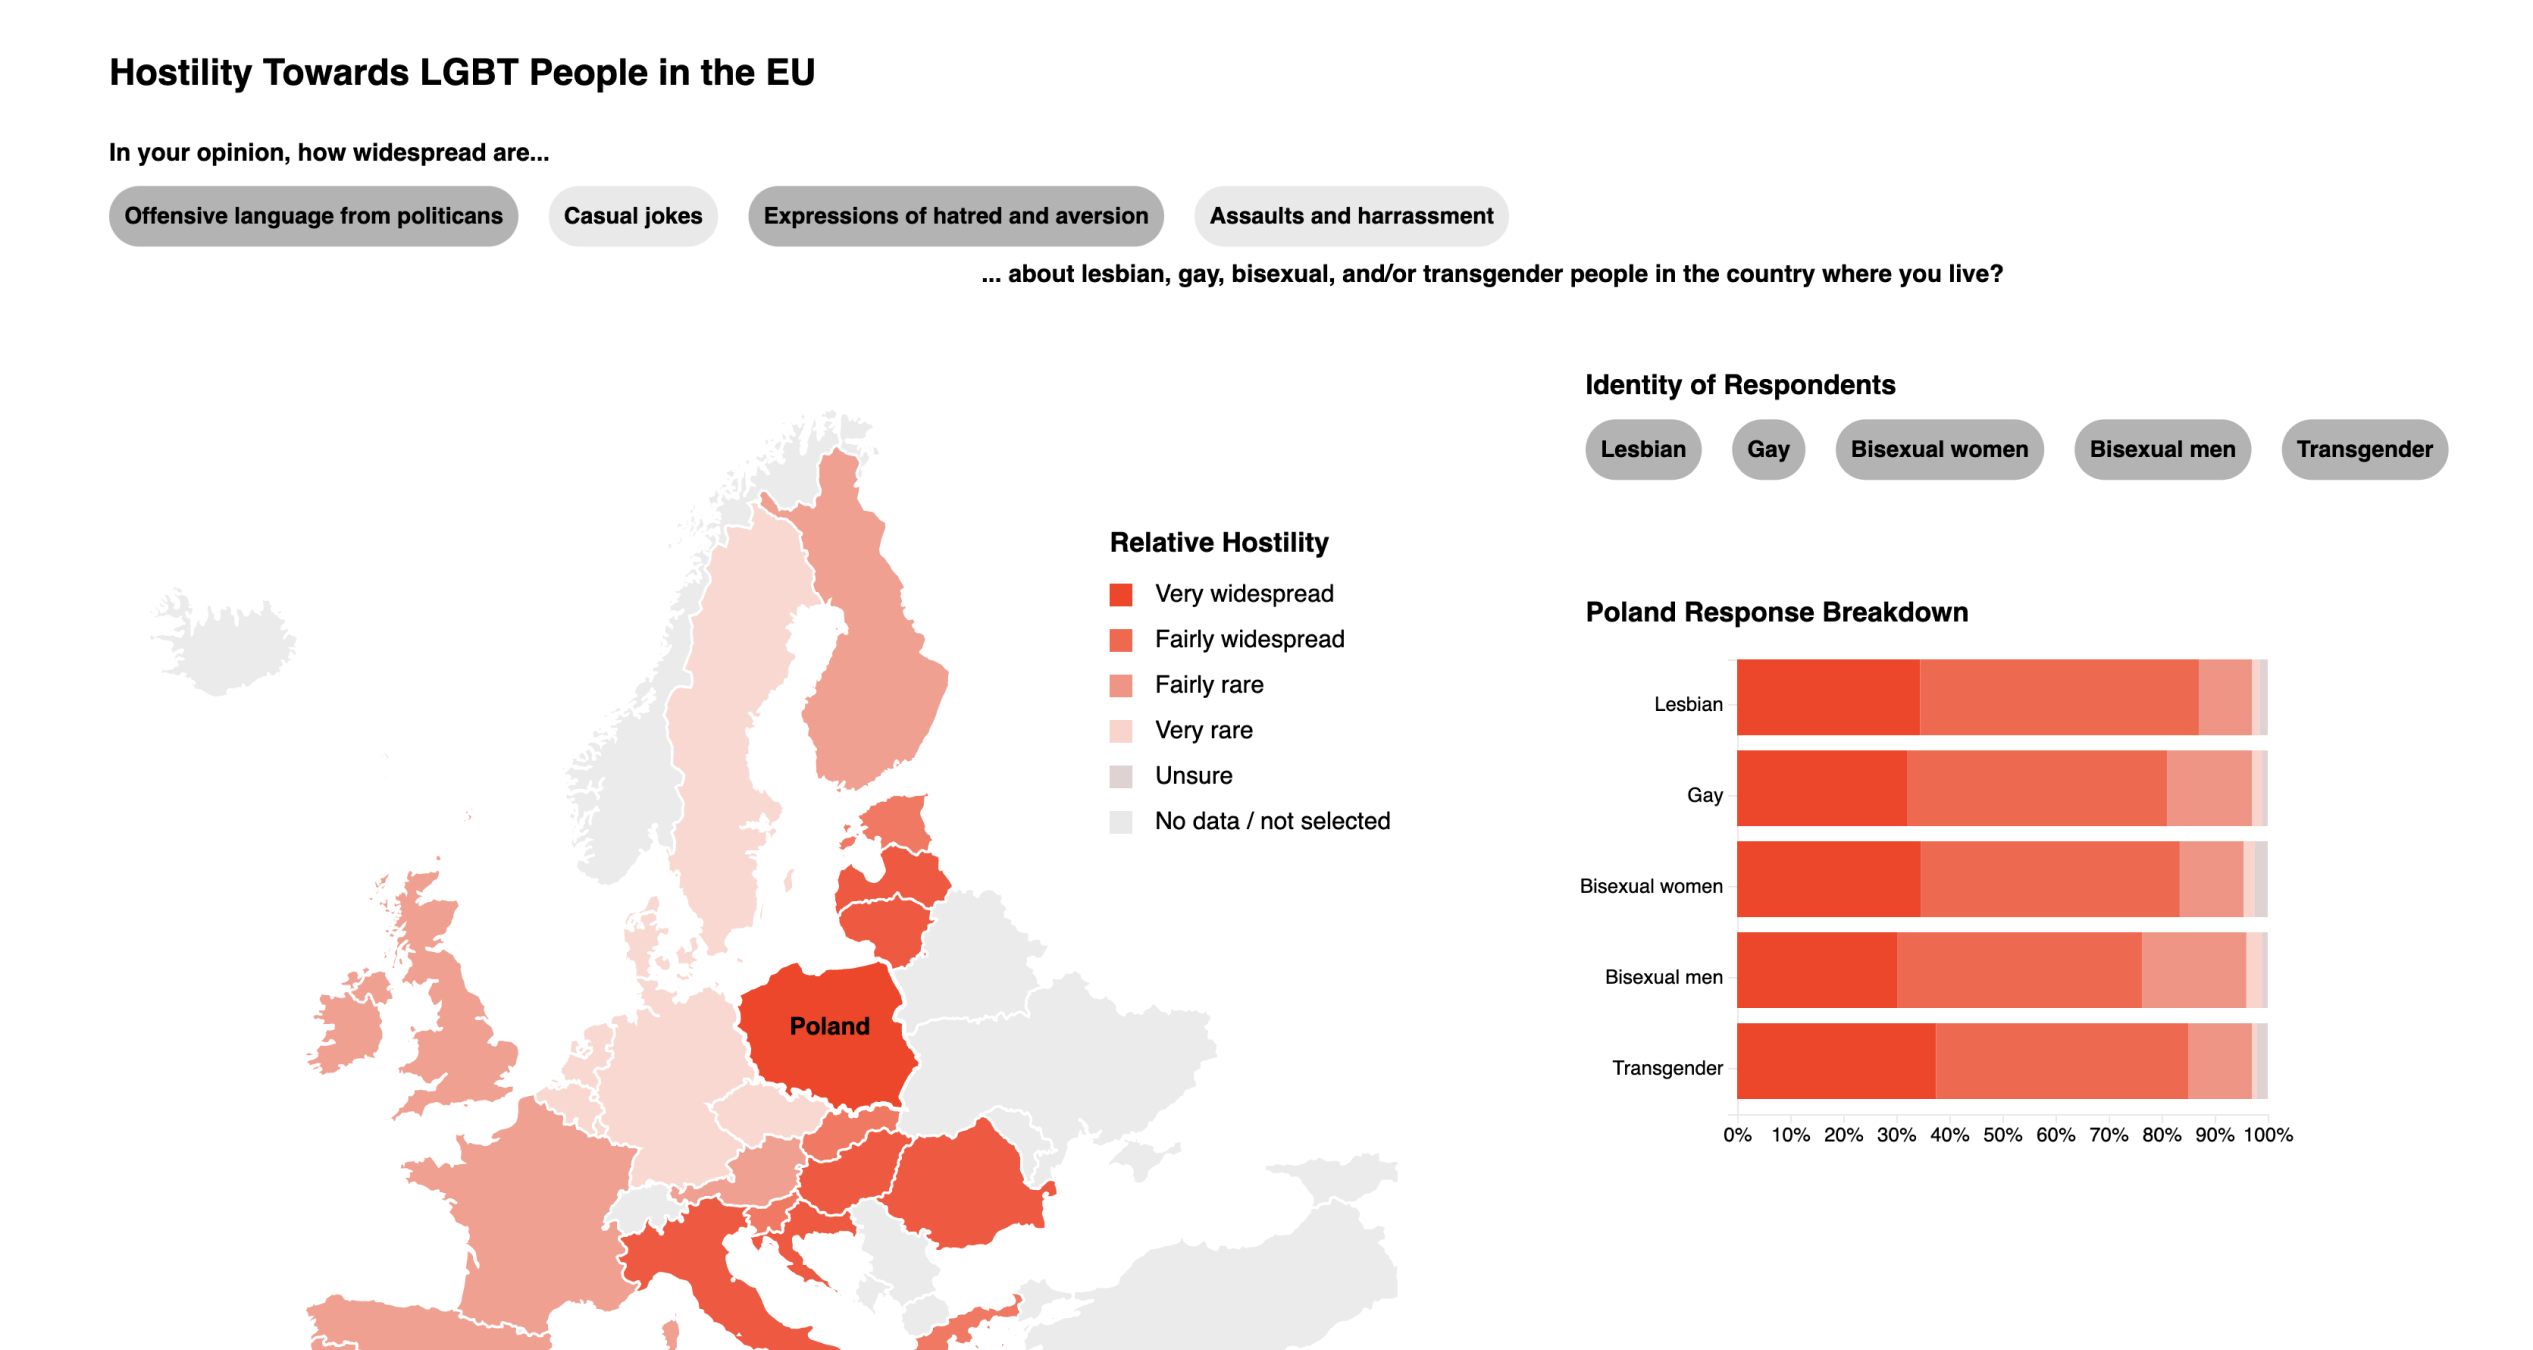 Hostility Towards LGBT People in the EU
In your opinion, how widespread are...
Offensive language from politicans Casual jokes Expressions of hatred and aversion Assaults and harrassment
... about lesbian, gay, bisexual, and/or transgender people in the country where you live?
Identity of Respondents
Lesbian Gay Bisexual women Bisexual men Transgender
Relative Hostility
Very widespread
Fairly widespread
Fairly rare
Very rare
Unsure
No data / not selected
Poland
Poland Response Breakdown
Lesbian
Gay
Bisexual women
Bisexual men
Transgender
0% 10% 20% 30% 40% 50% 60% 70% 80% 90% 100%